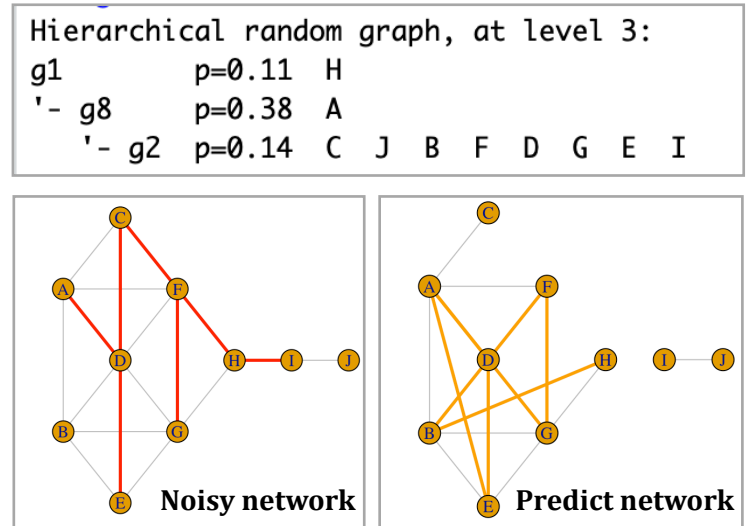 Hierarchical random graph, at level 3:
g1 p=0.11 H
'- g8 p=0.38 A
'- g2 p=0.14 C J B F D G E I
C
A F
D H I J
B G
E
Noisy network
C
A F
D H I J
B G
E
Predict network